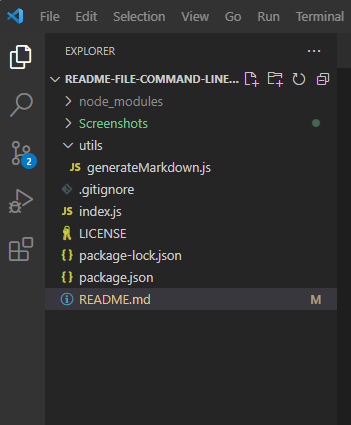 File Edit Selection View Go Run Terminal
EXPLORER
README-FILE-COMMAND-LINE...
node_modules
Screenshots
utils
JS generateMarkdown.js
.gitignore
JS index.js
LICENSE
{} package-lock.json
{} package.json
README.md M
2